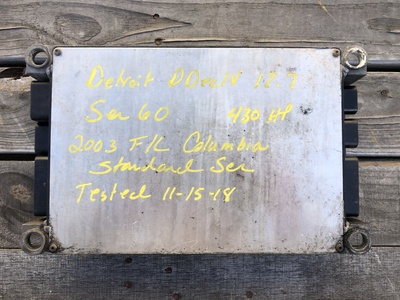 Detroit DDec IV 12.7
Ser 60 430 HP
2003 F/L Columbia
Standard Ser
Tested 11-15-18